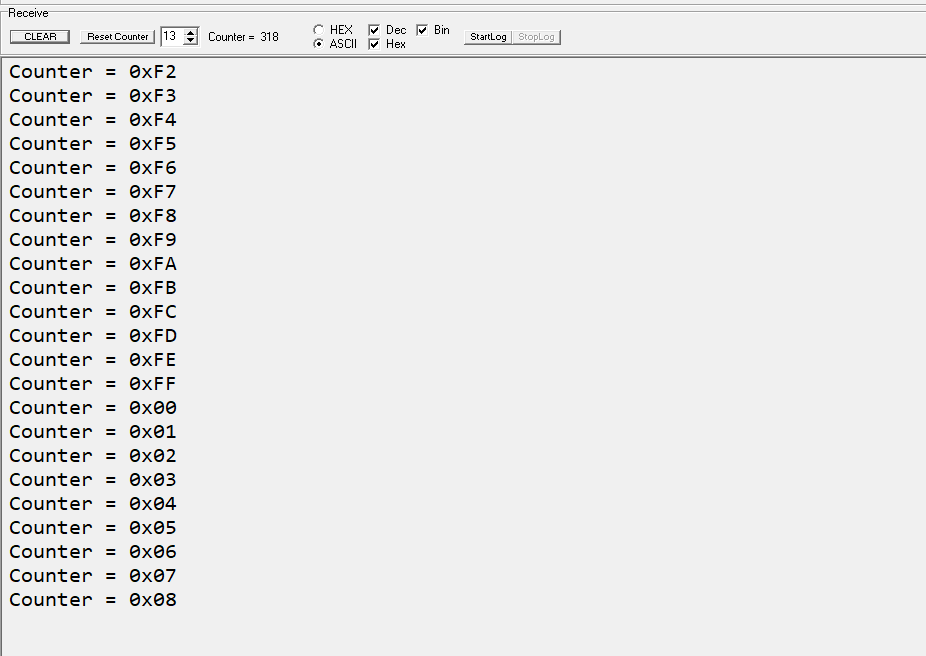 Receive
CLEAR Reset Counter 13 Counter = 318 HEX Dec Bin StartLog StopLog
ASCII Hex
Counter = 0xF2
Counter = 0xF3
Counter = 0xF4
Counter = 0xF5
Counter = 0xF6
Counter = 0xF7
Counter = 0xF8
Counter = 0xF9
Counter = 0xFA
Counter = 0xFB
Counter = 0xFC
Counter = 0xFD
Counter = 0xFE
Counter = 0xFF
Counter = 0x00
Counter = 0x01
Counter = 0x02
Counter = 0x03
Counter = 0x04
Counter = 0x05
Counter = 0x06
Counter = 0x07
Counter = 0x08